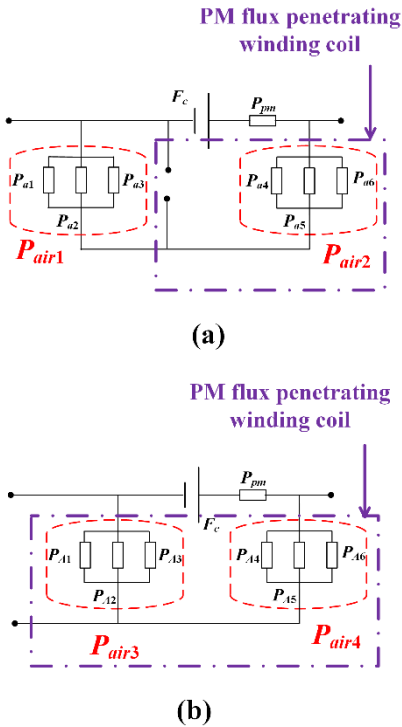 PM flux penetrating
winding coil
Fc
Ppm
Pa1
Pa3
Pa4
Pa6
Pa2
Pa5
Pair1
Pair2
(a)
PM flux penetrating
winding coil
Ppm
Fc
PA1
PA3
PA4
PA6
PA2
PA5
Pair3
Pair4
(b)